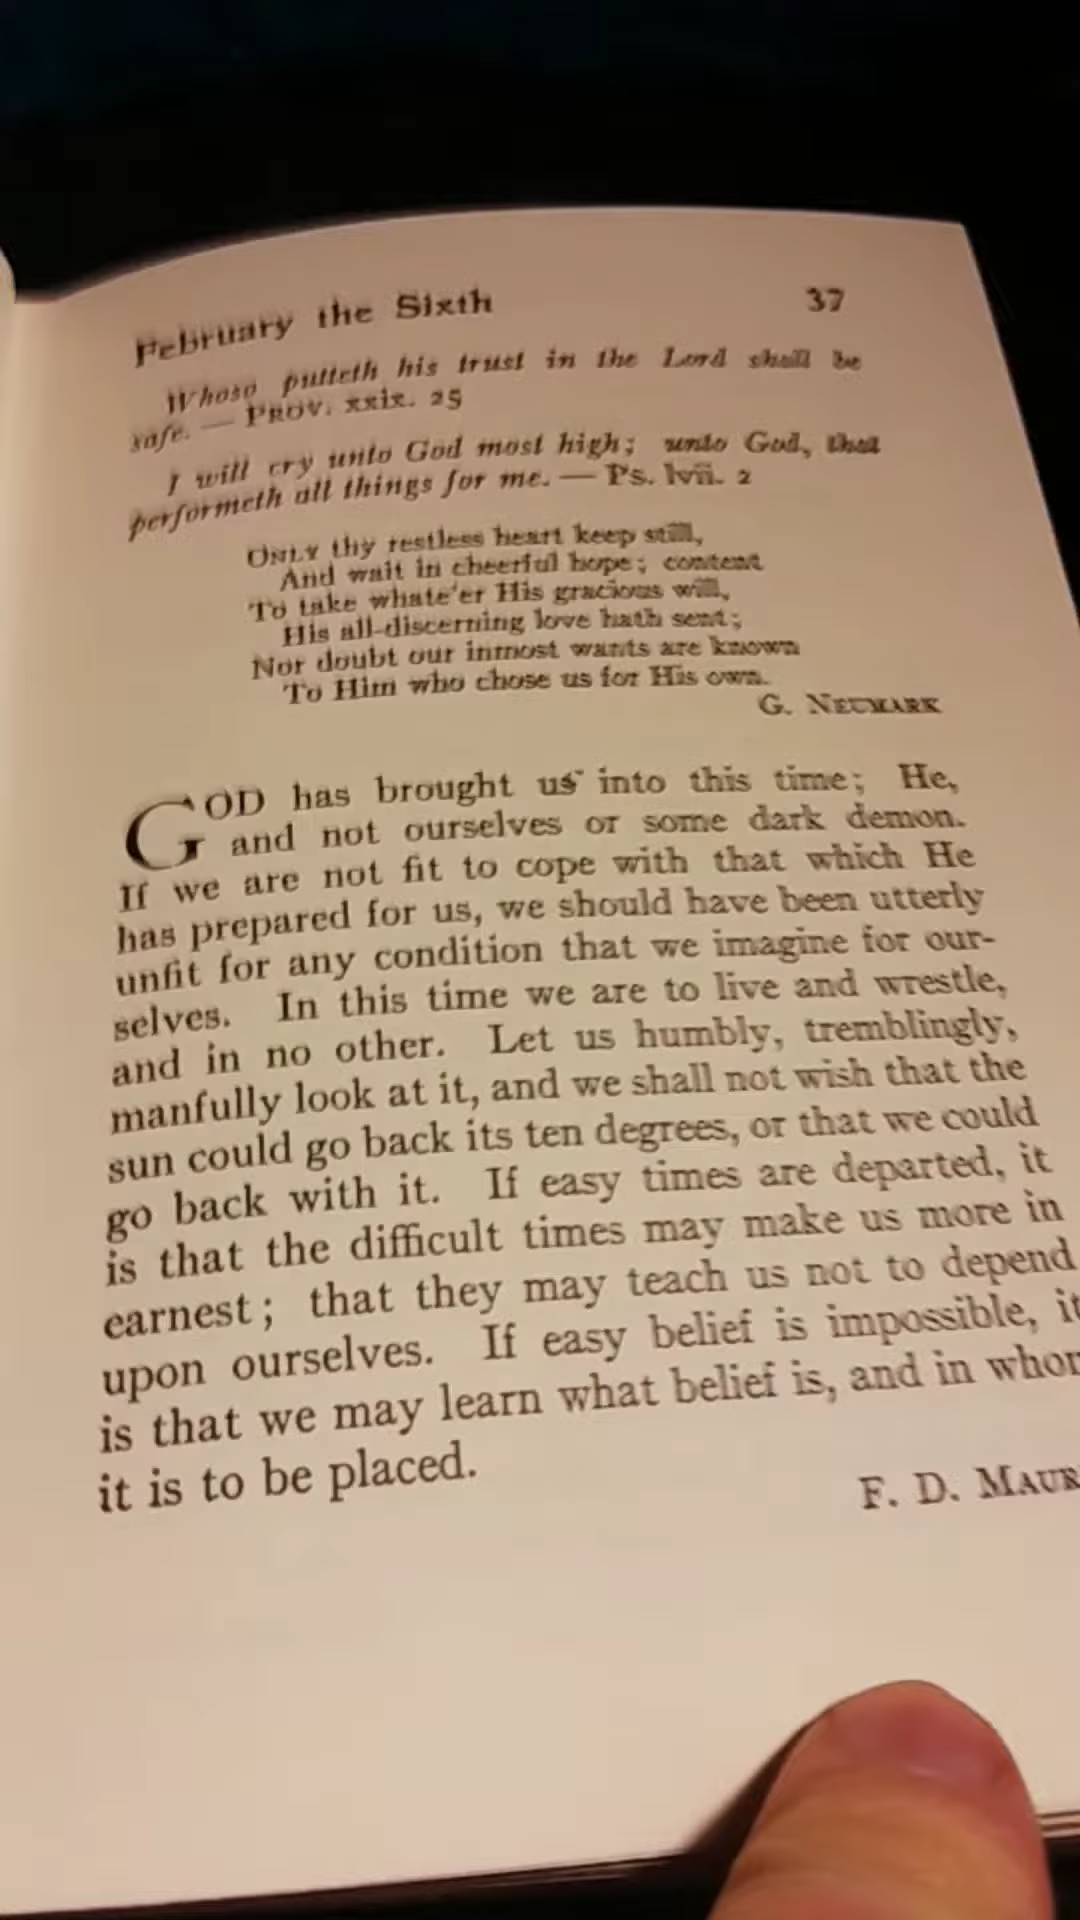 February the Sixth 37
Whoso putteth his trust in the Lord shall be
safe. — PROV. xxix. 25
I will cry unto God most high; unto God, that
performeth all things for me. — Ps. lvii. 2
ONLY thy restless heart keep still,
And wait in cheerful hope; content
To take whate'er His gracious will,
His all-discerning love hath sent;
Nor doubt our inmost wants are known
To Him who chose us for His own.
G. NEUMARK
GOD has brought us into this time; He,
and not ourselves or some dark demon.
If we are not fit to cope with that which He
has prepared for us, we should have been utterly
unfit for any condition that we imagine for our-
selves. In this time we are to live and wrestle,
and in no other. Let us humbly, tremblingly,
manfully look at it, and we shall not wish that the
sun could go back its ten degrees, or that we could
go back with it. If easy times are departed, it
is that the difficult times may make us more in
earnest; that they may teach us not to depend
upon ourselves. If easy belief is impossible, it
is that we may learn what belief is, and in whom
it is to be placed.
F. D. MAUR